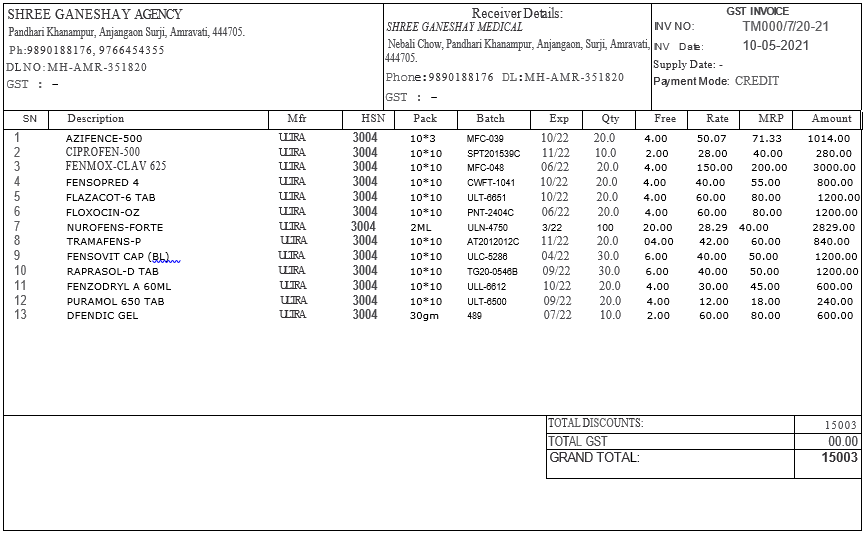 SHREE GANESHAY AGENCY
Pandhari Khanampur, Anjangaon Surji, Amravati, 444705.
Ph:9890188176, 9766454355
DLNO:MH-AMR-351820
GST : –
Receiver Details:
SHREE GANESHAY MEDICAL
Nebali Chow, Pandhari Khanampur, Anjangaon, Surji, Amravati,
444705.
Phone:9890188176 DL:MH-AMR-351820
GST : –
GST INVOICE
INV NO: TM000/7/20-21
INV Date: 10-05-2021
Supply Date: -
Payment Mode: CREDIT
SN Description Mfr HSN Pack Batch Exp Qty Free Rate MRP Amount
1 AZIFENCE-500 ULTRA 3004 10*3 MFC-039 10/22 20.0 4.00 50.07 71.33 1014.00
2 CIPROFEN-500 ULTRA 3004 10*10 SPT201539C 11/22 10.0 2.00 28.00 40.00 280.00
3 FENMOX-CLAV 625 ULTRA 3004 10*10 MFC-048 06/22 20.0 4.00 150.00 200.00 3000.00
4 FENSOPRED 4 ULTRA 3004 10*10 CWFT-1041 10/22 20.0 4.00 40.00 55.00 800.00
5 FLAZACOT-6 TAB ULTRA 3004 10*10 ULT-6651 10/22 20.0 4.00 60.00 80.00 1200.00
6 FLOXOCIN-OZ ULTRA 3004 10*10 PNT-2404C 06/22 20.0 4.00 60.00 80.00 1200.00
7 NUROFENS-FORTE ULTRA 3004 2ML ULN-4750 3/22 100 20.00 28.29 40.00 2829.00
8 TRAMAFENS-P ULTRA 3004 10*10 AT2012012C 11/22 20.0 04.00 42.00 60.00 840.00
9 FENSOVIT CAP (BL) ULTRA 3004 10*10 ULC-5286 04/22 30.0 6.00 40.00 50.00 1200.00
10 RAPRASOL-D TAB ULTRA 3004 10*10 TG20-0546B 09/22 30.0 6.00 40.00 50.00 1200.00
11 FENZODRYL A 60ML ULTRA 3004 10*10 ULL-6612 10/22 20.0 4.00 30.00 45.00 600.00
12 PURAMOL 650 TAB ULTRA 3004 10*10 ULT-6500 09/22 20.0 4.00 12.00 18.00 240.00
13 DFENDIC GEL ULTRA 3004 30gm 489 07/22 10.0 2.00 60.00 80.00 600.00
TOTAL DISCOUNTS: 15003
TOTAL GST 00.00
GRAND TOTAL: 15003